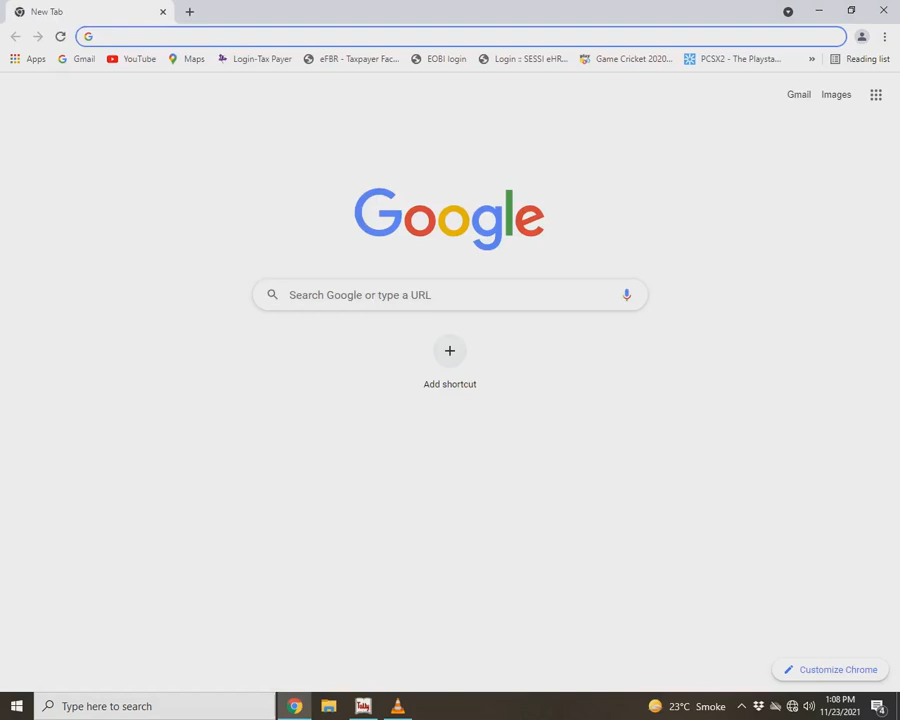 New Tab
Apps Gmail YouTube Maps Login-Tax Payer eFBR - Taxpayer Fac... EOBI login Login :: SESSI eHR... Game Cricket 2020... PCSX2 - The Playsta... » Reading list
Gmail Images
Google
Search Google or type a URL
Add shortcut
Customize Chrome
Type here to search
Tally
23°C Smoke
1:08 PM
11/23/2021
4